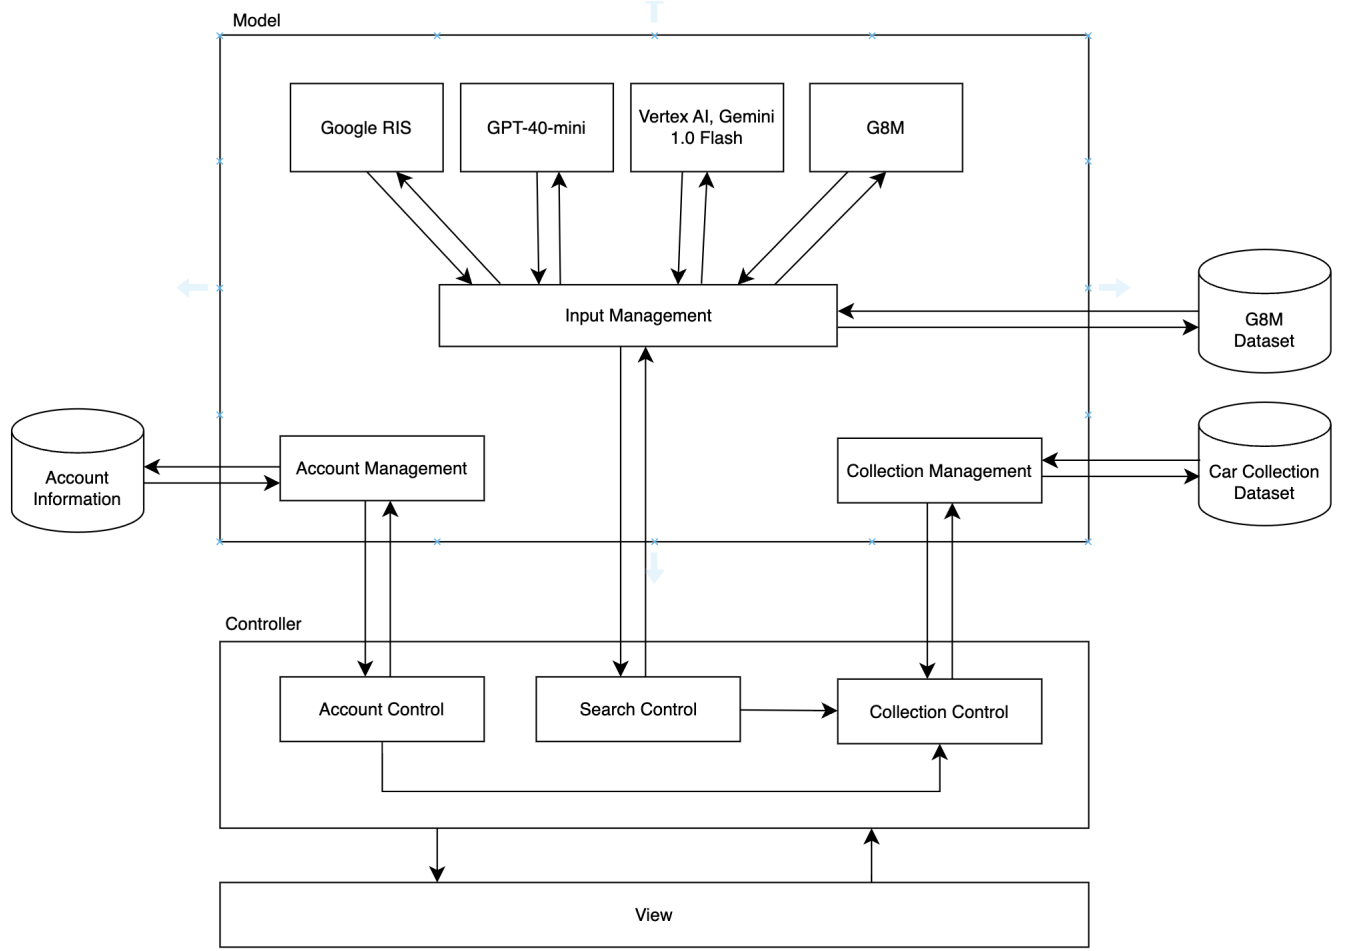 Model
Google RIS
GPT-40-mini
Vertex AI, Gemini
1.0 Flash
G8M
Input Management
G8M
Dataset
Account Management
Collection Management
Account
Information
Car Collection
Dataset
Controller
Account Control
Search Control
Collection Control
View